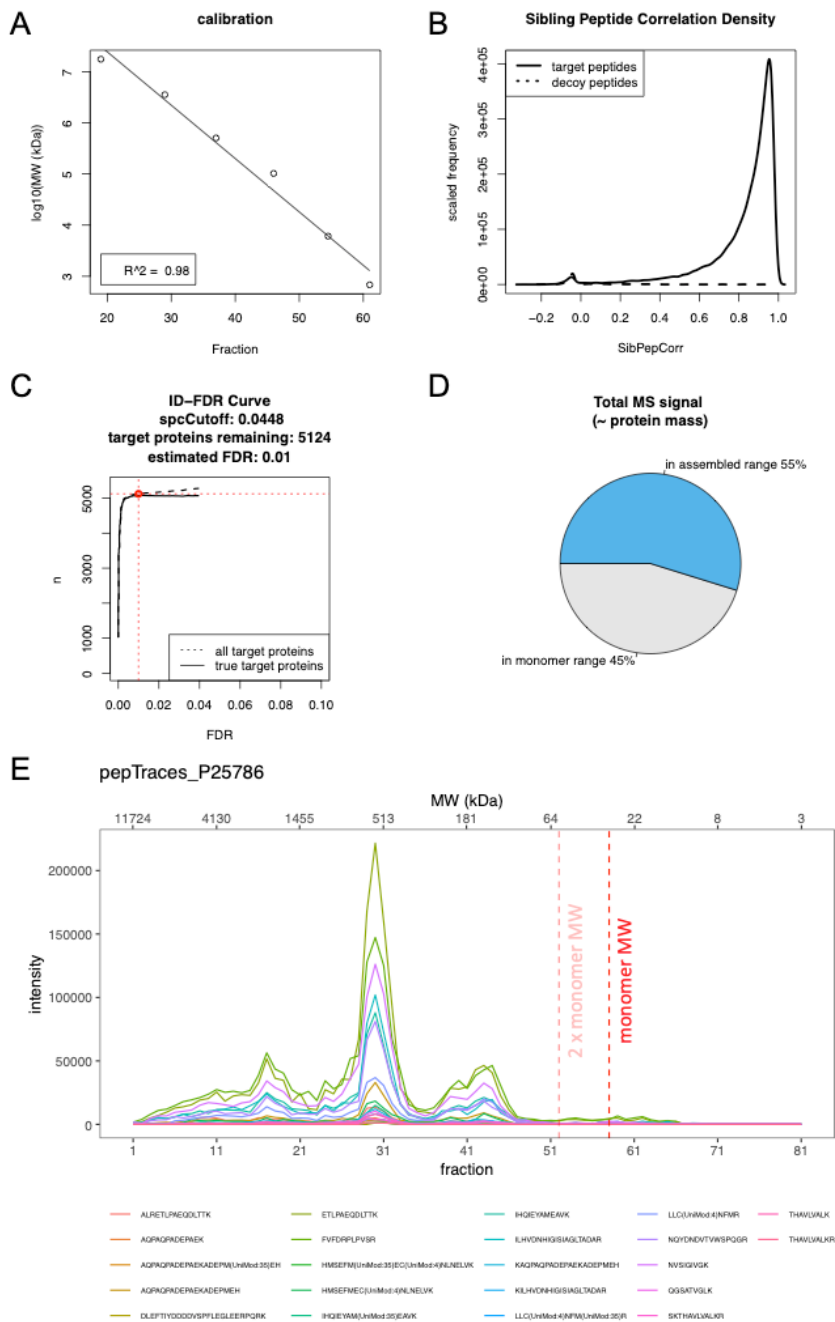 A
calibration
7
6
5
4
3
log10(MW (kDa))
R^2 = 0.98
20
30
40
50
60
Fraction
B
Sibling Peptide Correlation Density
target peptides
decoy peptides
0e+00
1e+05
2e+05
3e+05
4e+05
scaled frequency
−0.2
0.0
0.2
0.4
0.6
0.8
1.0
SibPepCorr
C
ID−FDR Curve
spcCutoff: 0.0448
target proteins remaining: 5124
estimated FDR: 0.01
5000
3000
1000
0
n
all target proteins
true target proteins
0.00
0.02
0.04
0.06
0.08
0.10
FDR
D
Total MS signal
(~ protein mass)
in assembled range 55%
in monomer range 45%
E
pepTraces_P25786
MW (kDa)
11724
4130
1455
513
181
64
22
8
3
200000
150000
100000
50000
0
intensity
2 x monomer MW
monomer MW
1
11
21
31
41
51
61
71
81
fraction
ALRETLPAEQDLTTK
ETLPAEQDLTTK
IHQIEYAMEAVK
LLC(UniMod:4)NFMR
THAVLVALK
AQPAQPADEPAEK
FVFDRPLPVSR
ILHVDNHIGISIAGLTADAR
NQYDNDVTVWSPQGR
THAVLVALKR
AQPAQPADEPAEKADEPM(UniMod:35)EH
HMSEFM(UniMod:35)EC(UniMod:4)NLNELVK
KAQPAQPADEPAEKADEPMEH
NVSIGIVGK
AQPAQPADEPAEKADEPMEH
HMSEFMEC(UniMod:4)NLNELVK
KILHVDNHIGISIAGLTADAR
QGSATVGLK
DLEFTIYDDDDVSPFLEGLEERPQRK
IHQIEYAM(UniMod:35)EAVK
LLC(UniMod:4)NFM(UniMod:35)R
SKTHAVLVALKR